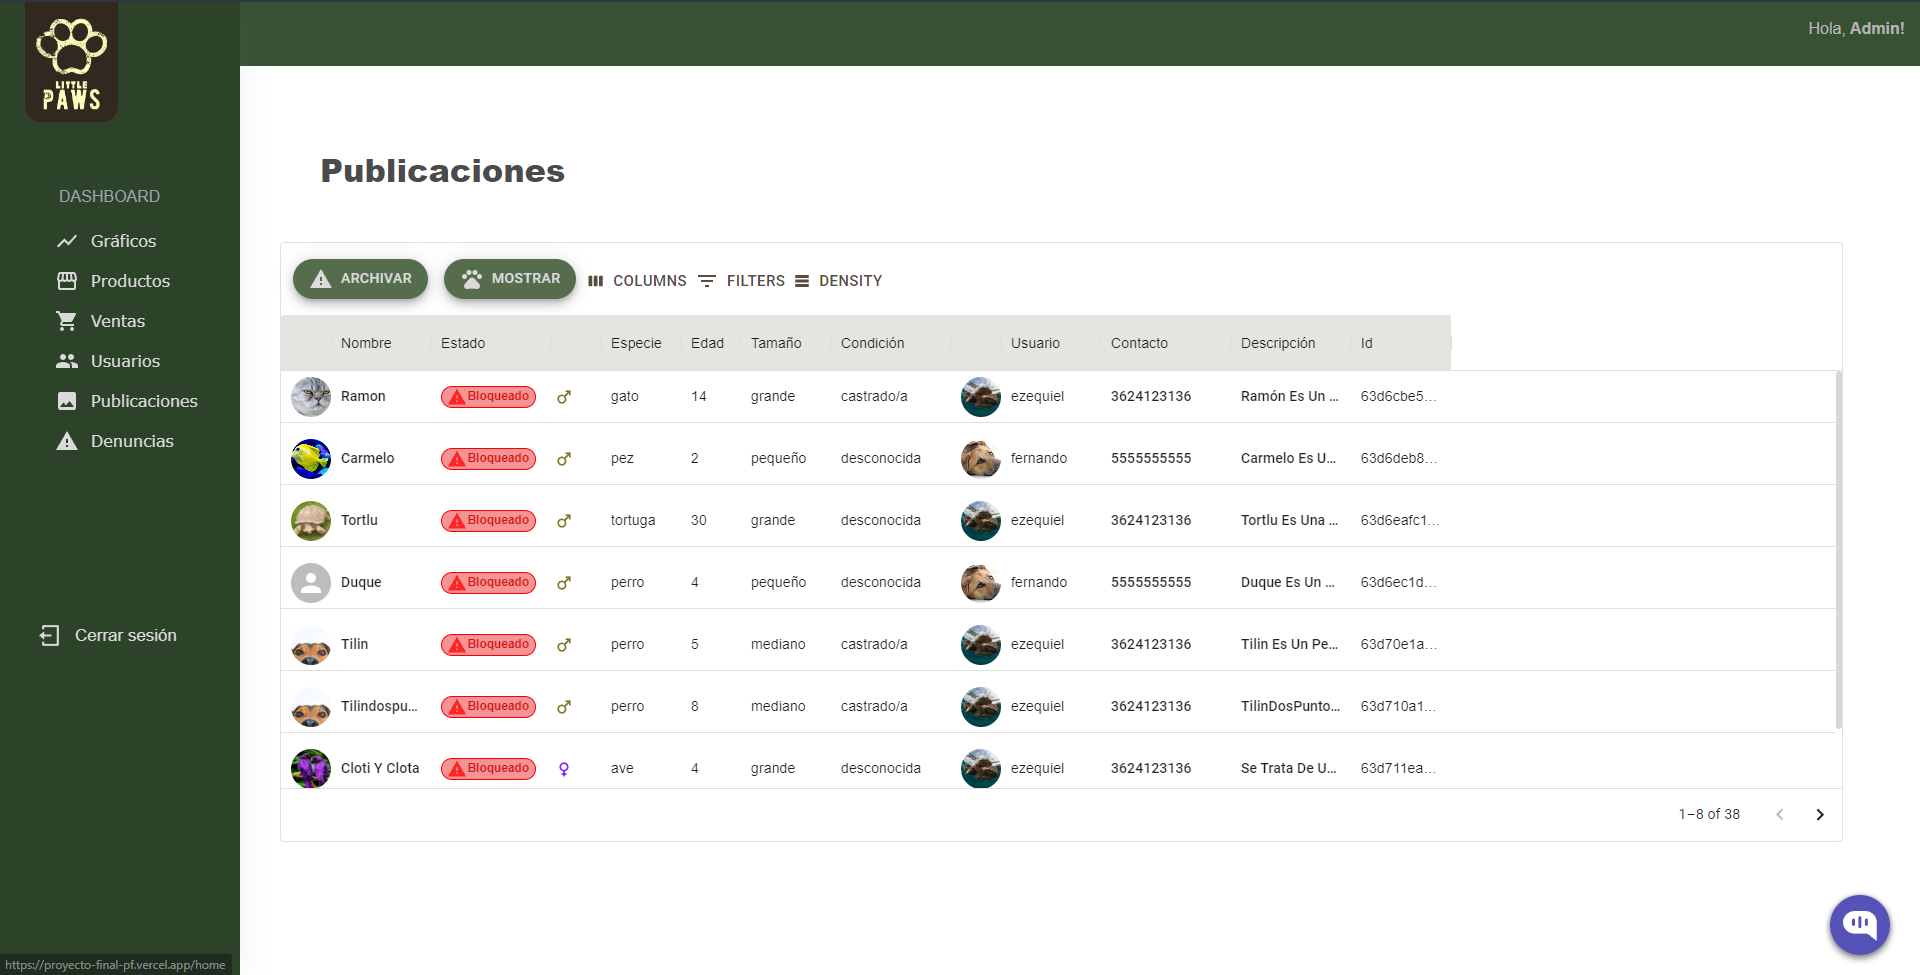 Hola, Admin!
LITTLE
PAWS
Publicaciones
DASHBOARD
Gráficos
Productos
Ventas
Usuarios
Publicaciones
Denuncias
Cerrar sesión
ARCHIVAR MOSTRAR COLUMNS FILTERS DENSITY
Nombre Estado Especie Edad Tamaño Condición Usuario Contacto Descripción Id
Ramon Bloqueado gato 14 grande castrado/a ezequiel 3624123136 Ramón Es Un ... 63d6cbe5...
Carmelo Bloqueado pez 2 pequeño desconocida fernando 5555555555 Carmelo Es U... 63d6deb8...
Tortlu Bloqueado tortuga 30 grande desconocida ezequiel 3624123136 Tortlu Es Una ... 63d6eafc1...
Duque Bloqueado perro 4 pequeño desconocida fernando 5555555555 Duque Es Un ... 63d6ec1d...
Tilin Bloqueado perro 5 mediano castrado/a ezequiel 3624123136 Tilin Es Un Pe... 63d70e1a...
Tilindospu... Bloqueado perro 8 mediano castrado/a ezequiel 3624123136 TilinDosPunto... 63d710a1...
Cloti Y Clota Bloqueado ave 4 grande desconocida ezequiel 3624123136 Se Trata De U... 63d711ea...
1–8 of 38
https://proyecto-final-pf.vercel.app/home